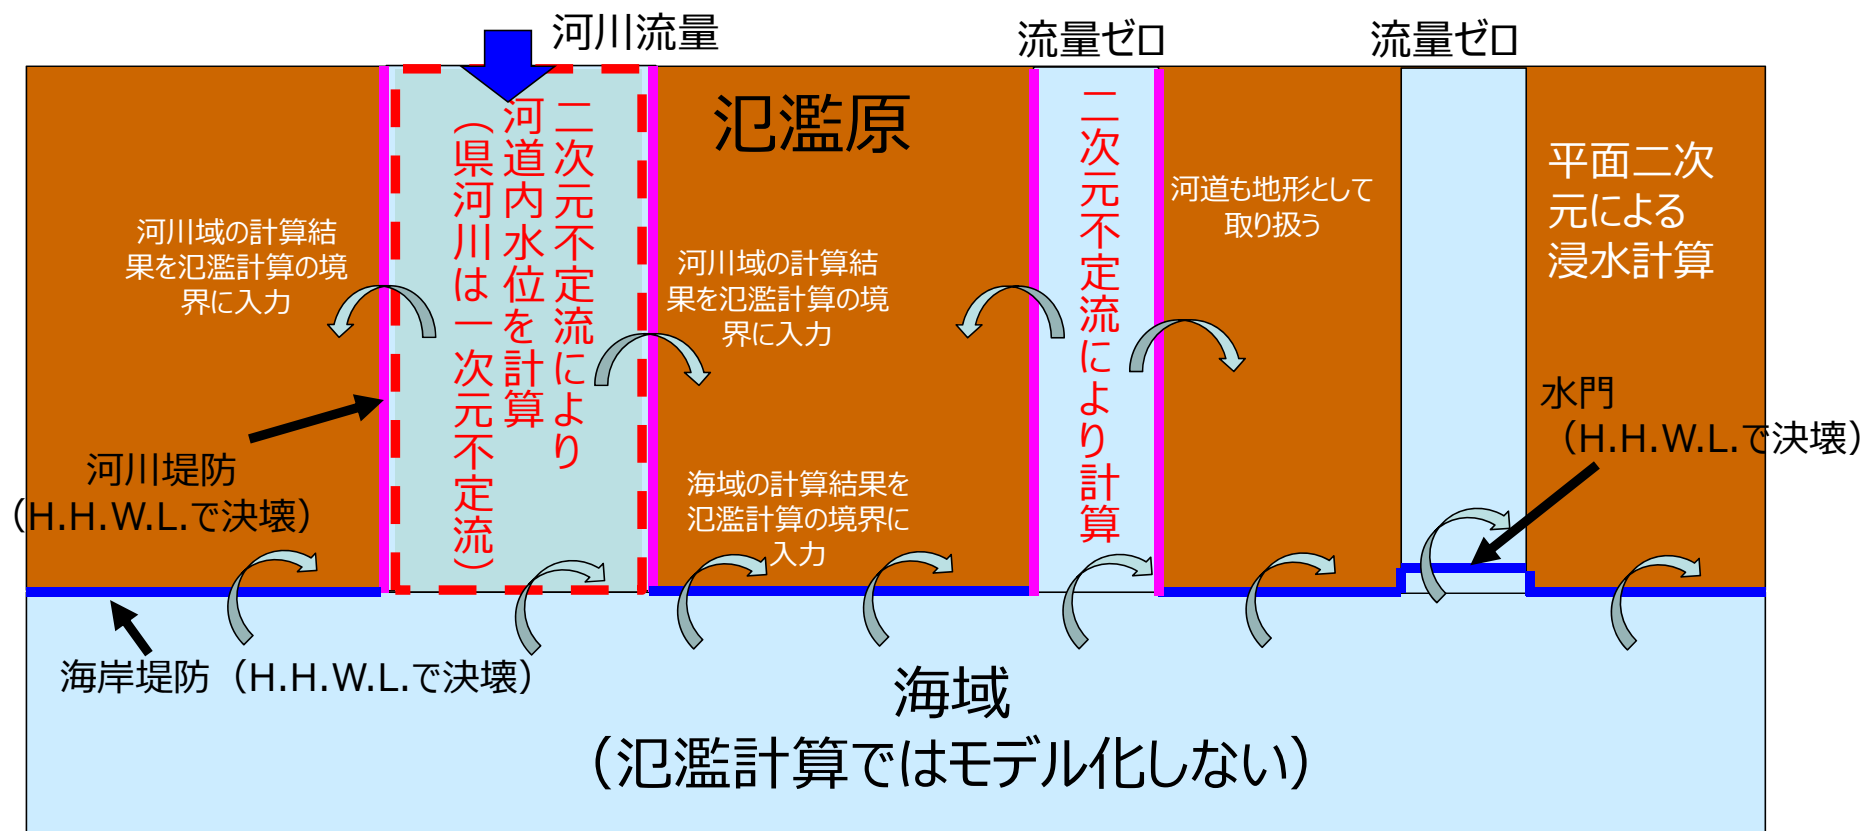 河川流量
流量ゼロ
流量ゼロ
二次元不定流により
河道内水位を計算
（県河川は一次元不定流）
氾濫原
二次元不定流により計算
平面二次
元による
浸水計算
河道も地形として
取り扱う
河川域の計算結
果を氾濫計算の境
界に入力
河川域の計算結
果を氾濫計算の境
界に入力
水門
（H.H.W.L.で決壊）
河川堤防
（H.H.W.L.で決壊）
海域の計算結果を
氾濫計算の境界に
入力
海岸堤防（H.H.W.L.で決壊）
海域
（氾濫計算ではモデル化しない）